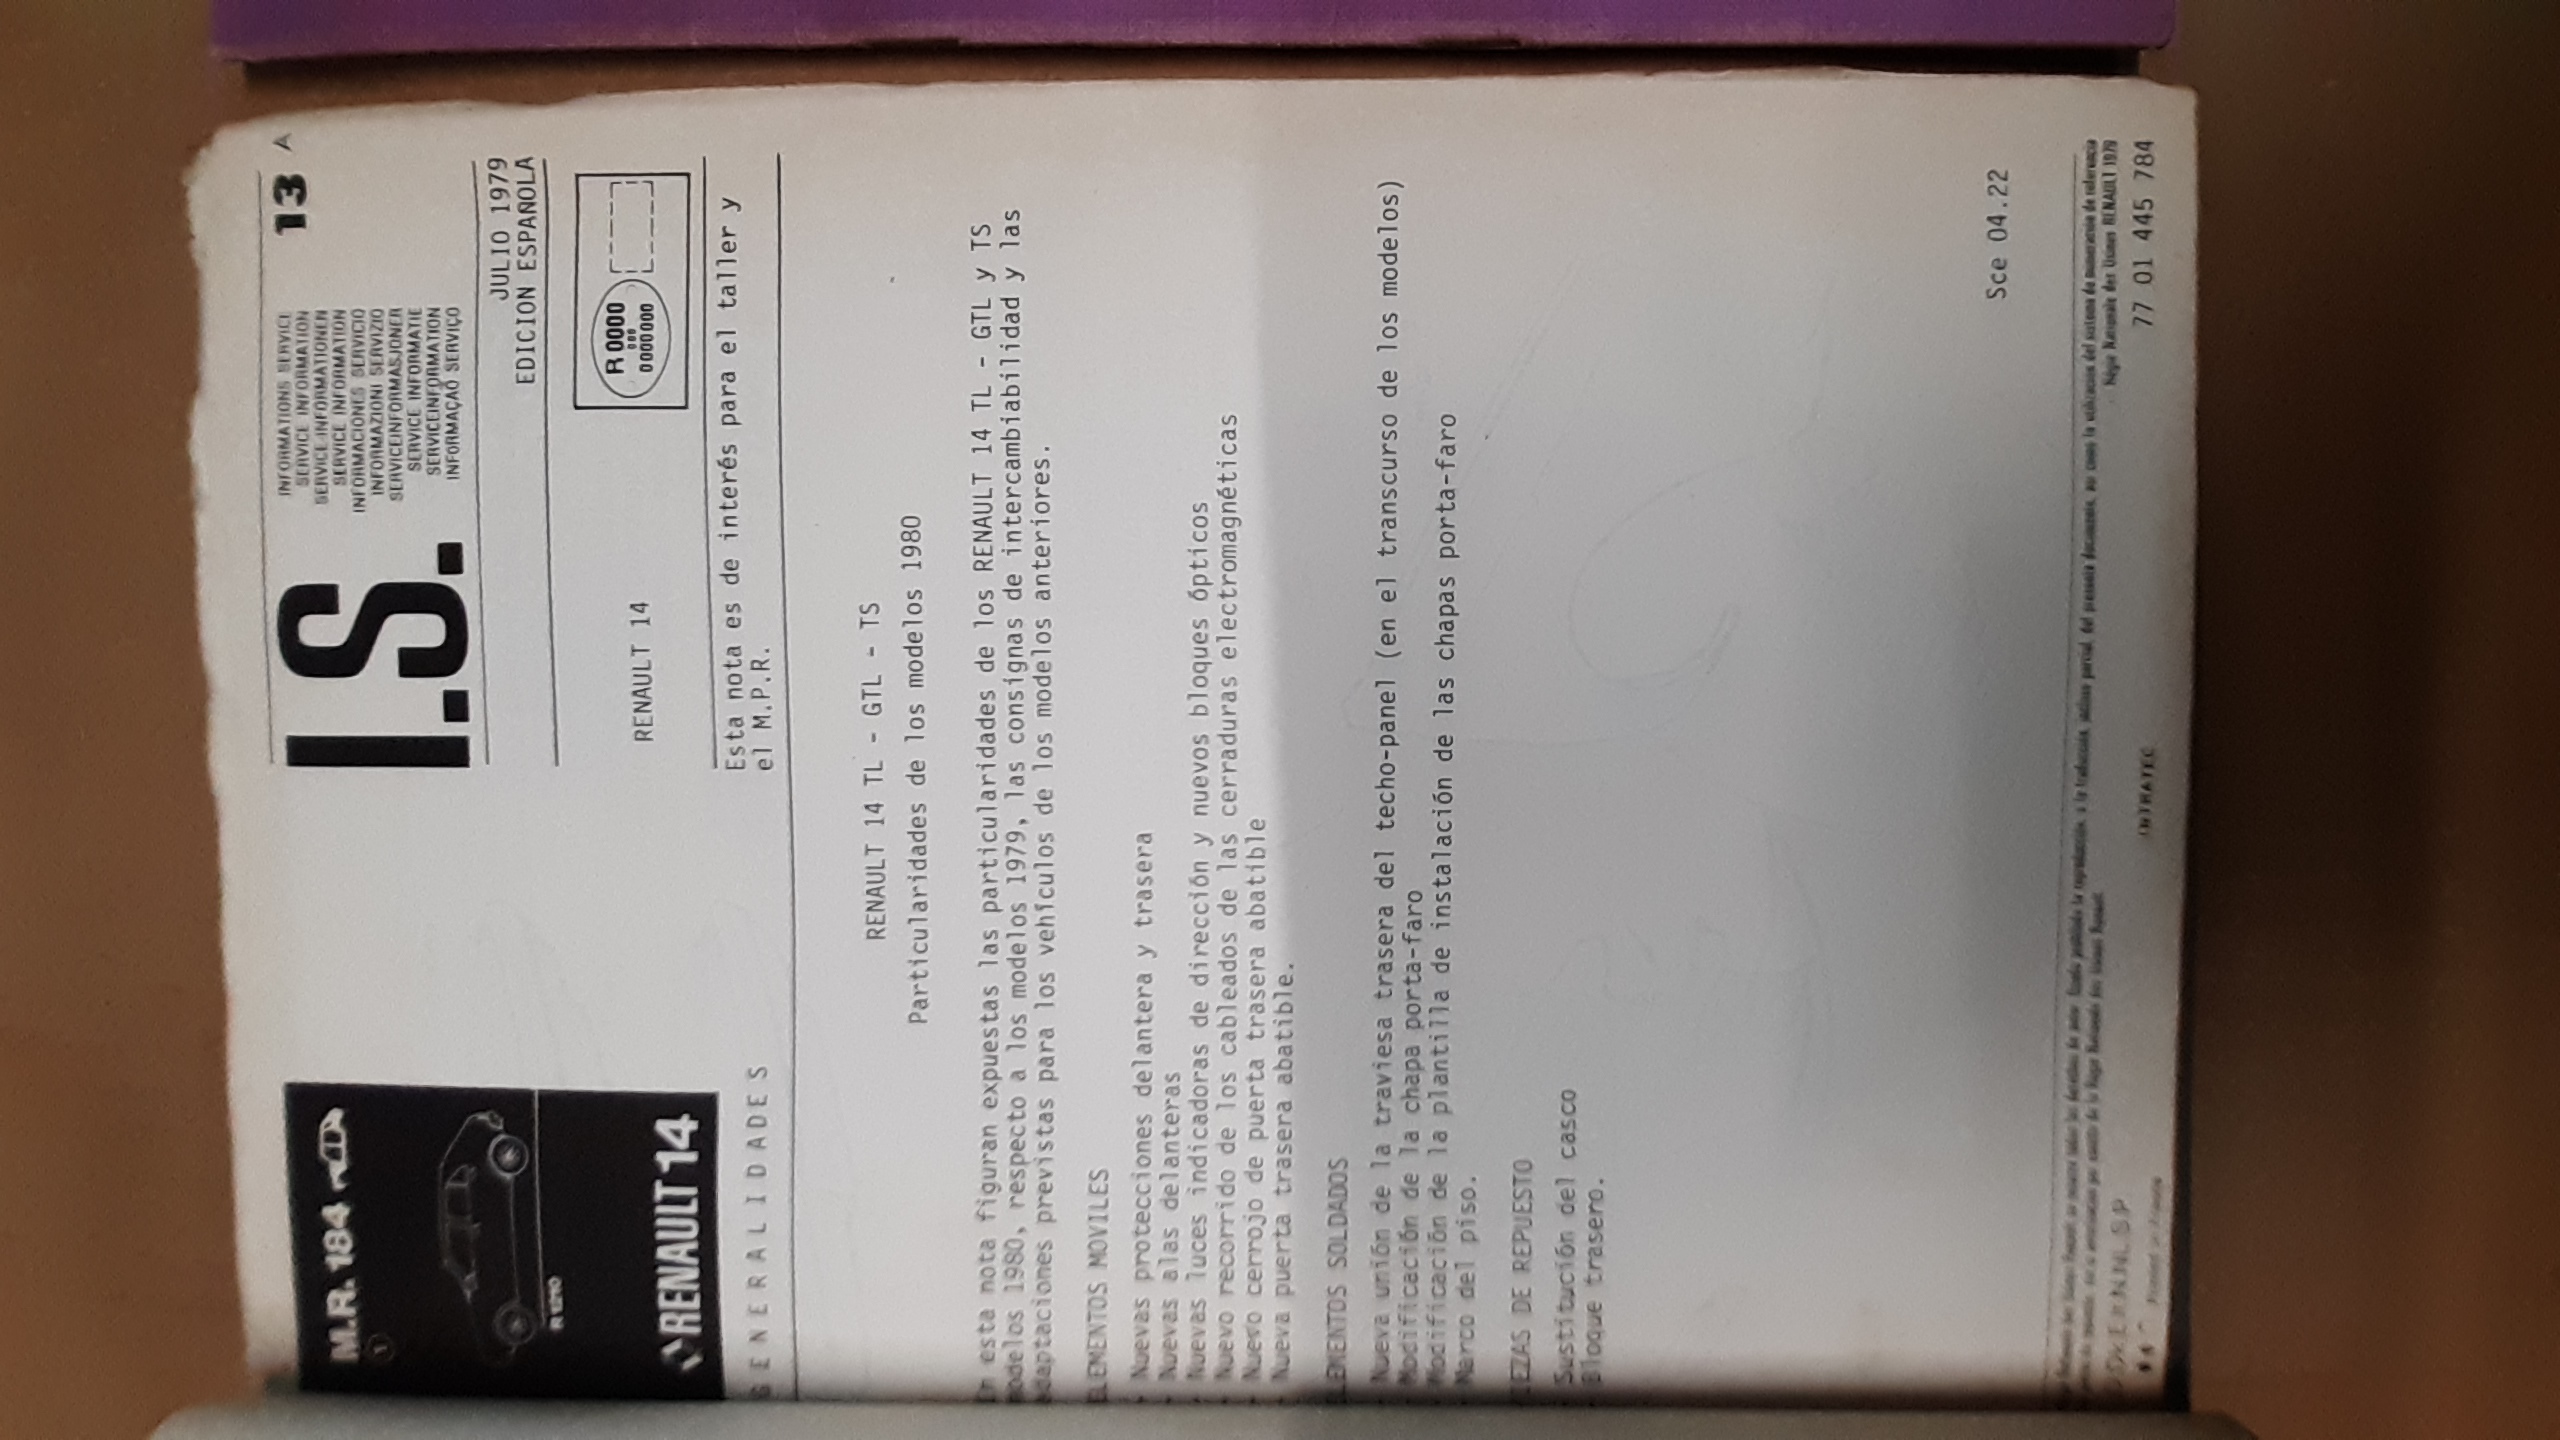 M.R. 184
R 1210
RENAULT 14
I.S.
INFORMATIONS SERVICE
SERVICE INFORMATION
SERVICE-INFORMATIONEN
SERVICE INFORMATION
INFORMACIONES SERVICIO
INFORMAZIONI SERVIZIO
SERVICEINFORMASJONER
SERVICE INFORMATIE
SERVICEINFORMATION
INFORMAÇAO SERVIÇO
13 A
JULIO 1979
EDICION ESPAÑOLA
RENAULT 14
R 0000
000
0000000
GENERALIDADES
Esta nota es de interés para el taller y
el M.P.R.
RENAULT 14 TL - GTL - TS
Particularidades de los modelos 1980
En esta nota figuran expuestas las particularidades de los RENAULT 14 TL - GTL y TS
modelos 1980, respecto a los modelos 1979, las consignas de intercambiabilidad y las
adaptaciones previstas para los vehículos de los modelos anteriores.
ELEMENTOS MOVILES
- Nuevas protecciones delantera y trasera
- Nuevas alas delanteras
- Nuevas luces indicadoras de dirección y nuevos bloques ópticos
- Nuevo recorrido de los cableados de las cerraduras electromagnéticas
- Nuevo cerrojo de puerta trasera abatible
- Nueva puerta trasera abatible.
ELEMENTOS SOLDADOS
- Nueva unión de la traviesa trasera del techo-panel (en el transcurso de los modelos)
- Modificación de la chapa porta-faro
- Modificación de la plantilla de instalación de las chapas porta-faro
- Marco del piso.
IEZAS DE REPUESTO
- Sustitución del casco
- Bloque trasero.
Sce 04.22
Régie Nationale des Usines RENAULT 1979
INTRATEC
77 01 445 784